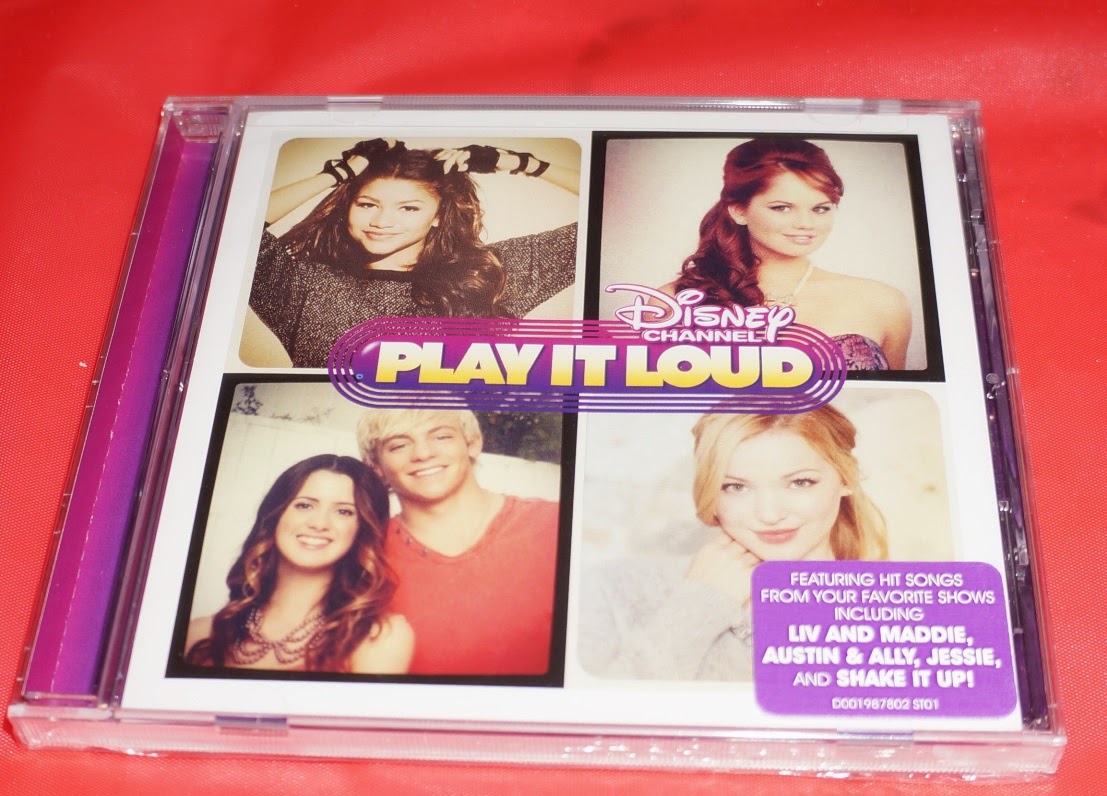 DISNEY
CHANNEL
PLAY IT LOUD
FEATURING HIT SONGS
FROM YOUR FAVORITE SHOWS
INCLUDING
LIV AND MADDIE,
AUSTIN & ALLY, JESSIE,
AND SHAKE IT UP!
D001987802 ST01